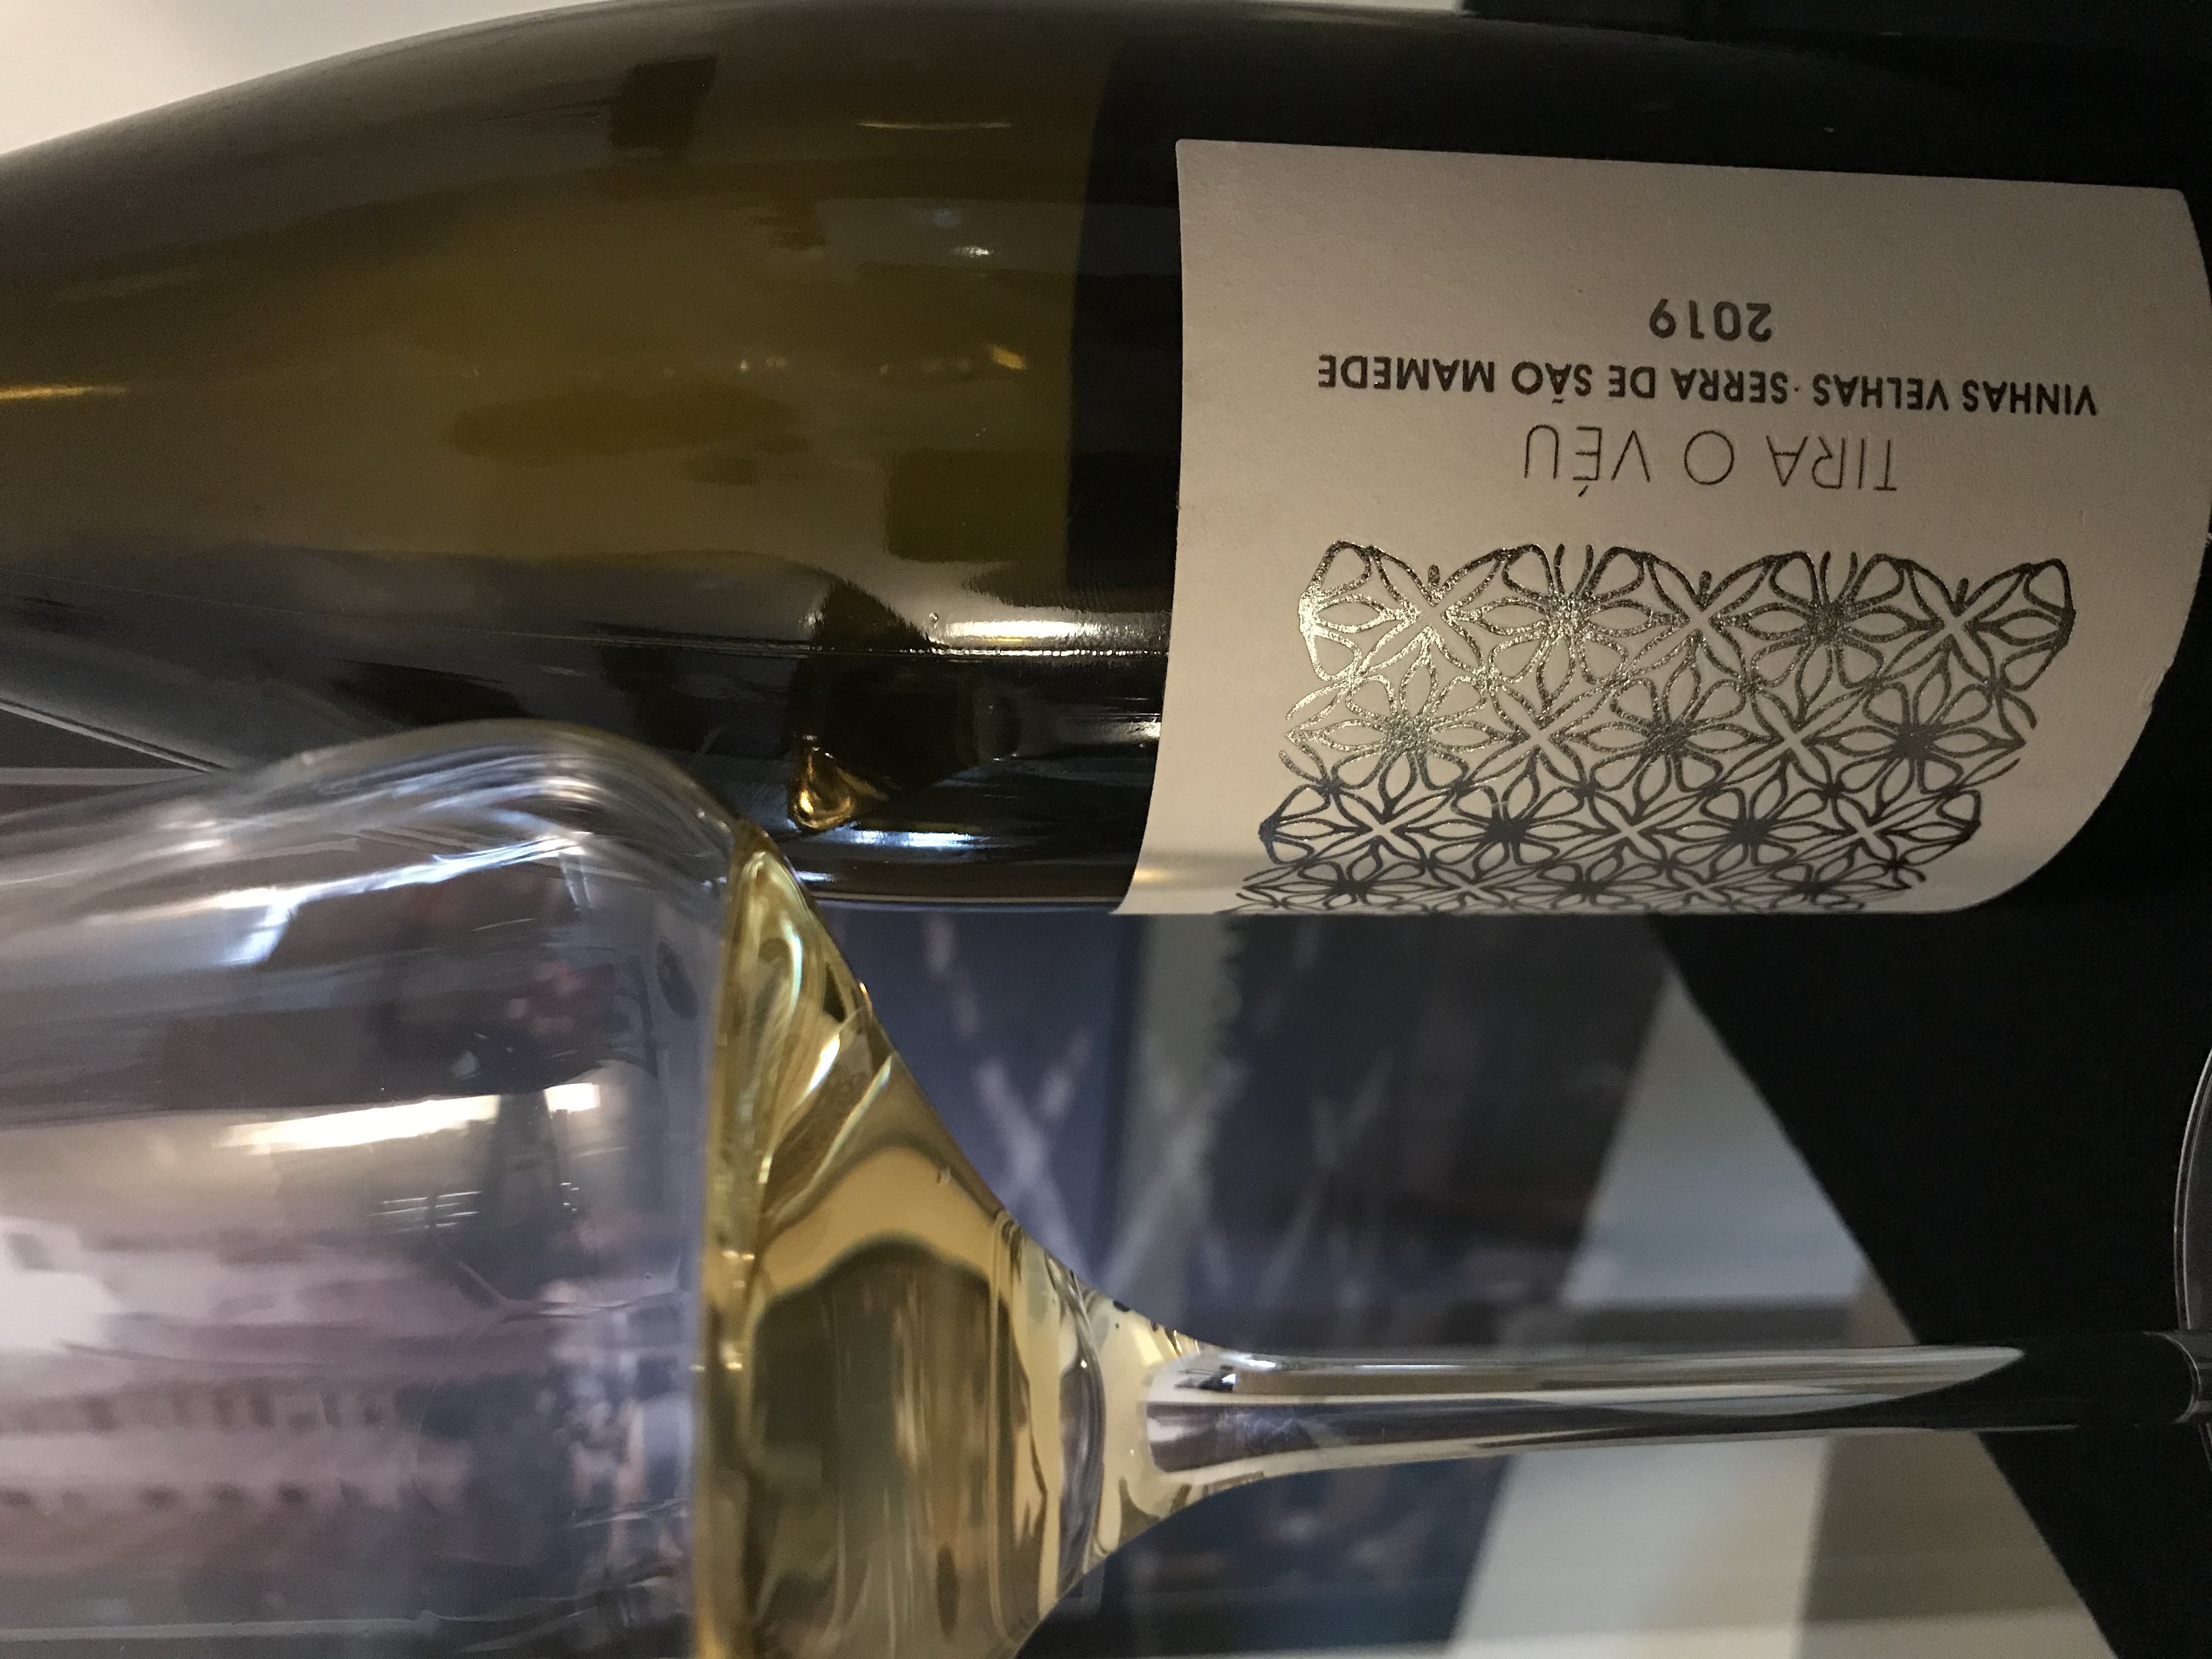 TIRA O VÉU
VINHAS VELHAS · SERRA DE SÃO MAMEDE
2019